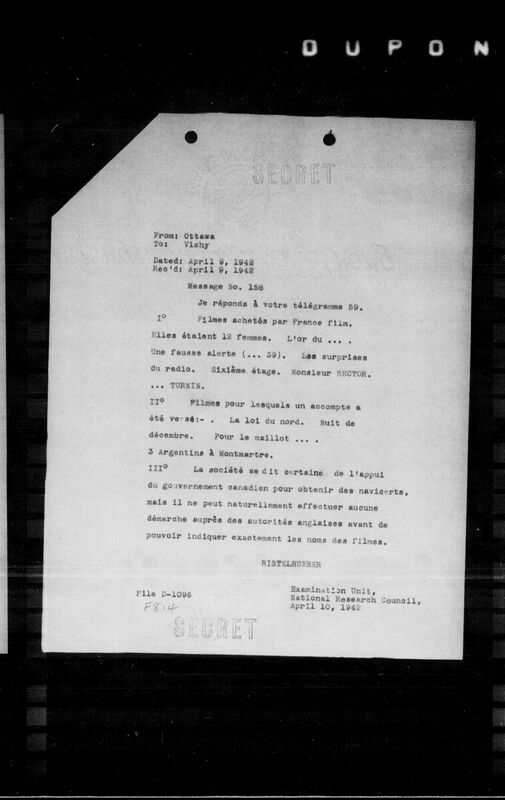 DUPON
SECRET
From: Ottawa
To: Vichy
Dated: April 9, 1942
Rec'd: April 9, 1942
Message No. 158
Je réponds à votre télégramme 59.
I° Filmes achetés par France film.
Elles étaient 12 femmes. L'or du ... .
Une fausse alerte (... 39). Les surprises
du radio. Sixième étage. Monsieur HECTOR.
... TURNIN.
II° Filmes pour lesquels un accompte a
été versé:- . La loi du nord. Nuit de
décembre. Pour le maillot ... .
3 Argentins à Montmartre.
III° La société se dit certaine de l'appui
du gouvernement canadien pour obtenir des navicerts,
mais il ne peut naturellement effectuer aucune
démarche auprès des autorités anglaises avant de
pouvoir indiquer exactement les noms des filmes.
RISTELHUEBER
Examination Unit,
National Research Council,
April 10, 1942
File D-1096
F814
SECRET